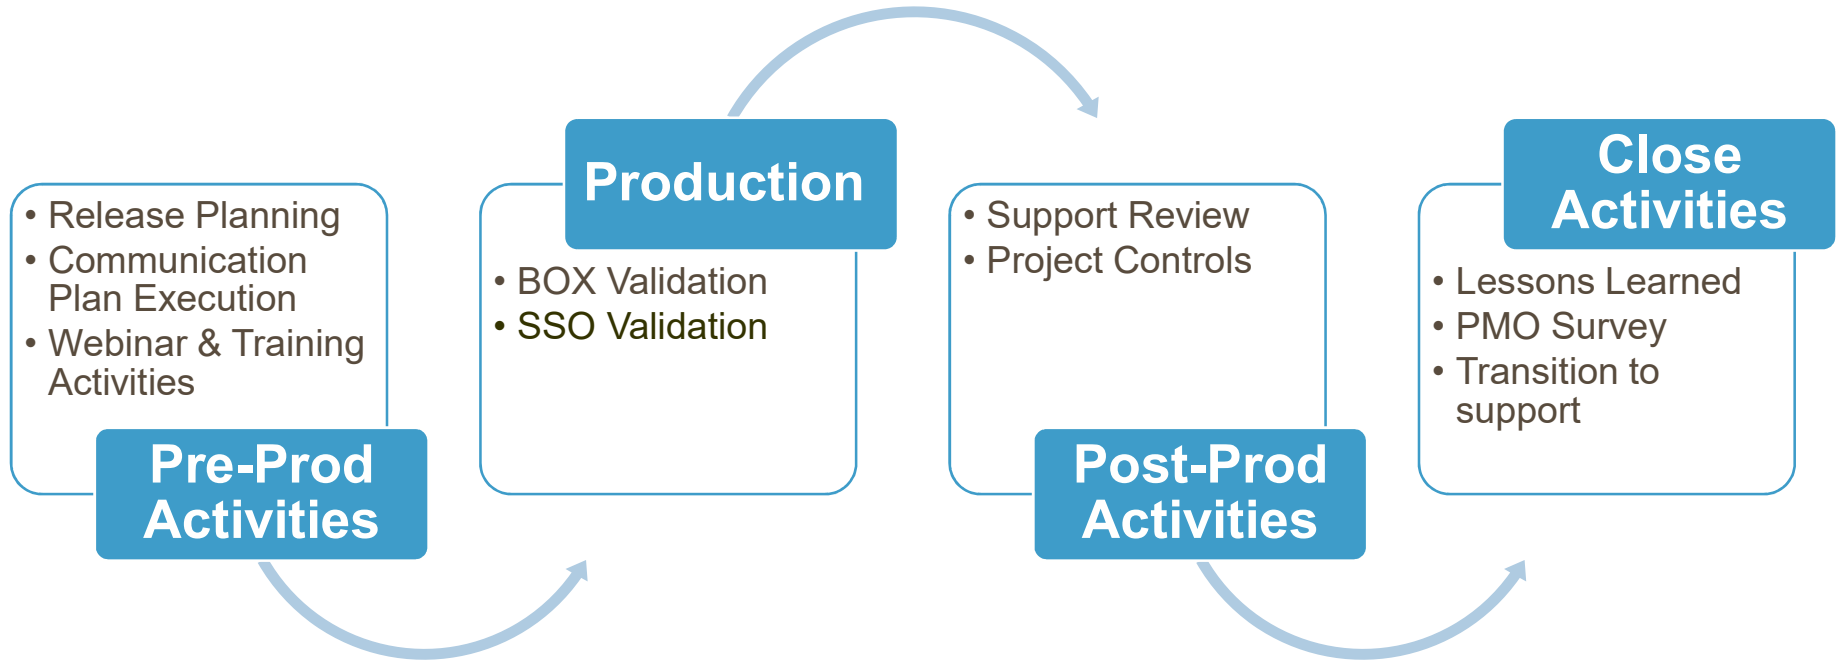 • Release Planning
• Communication
Plan Execution
• Webinar & Training
Activities
Pre-Prod
Activities
Production
• BOX Validation
• SSO Validation
• Support Review
• Project Controls
Post-Prod
Activities
Close
Activities
• Lessons Learned
• PMO Survey
• Transition to
support